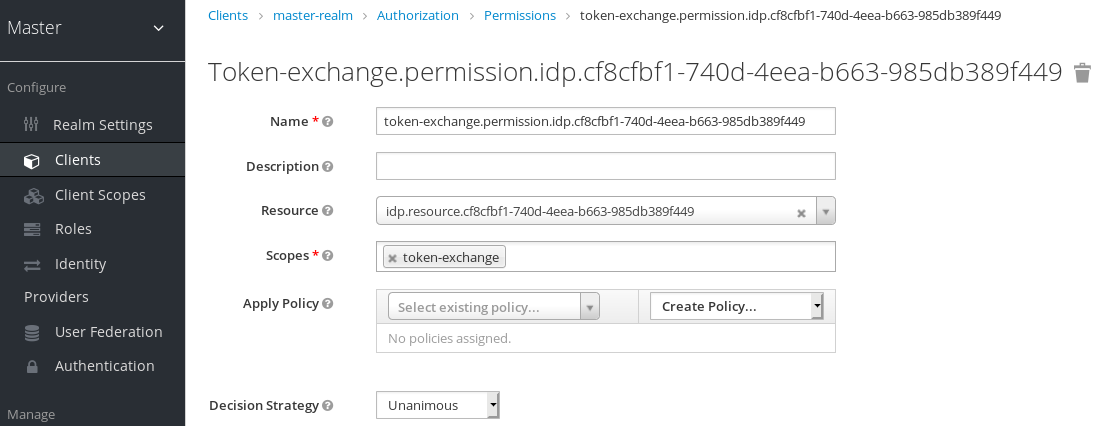 Master
Configure
Realm Settings
Clients
Client Scopes
Roles
Identity
Providers
User Federation
Authentication
Manage
Clients > master-realm > Authorization > Permissions > token-exchange.permission.idp.cf8cfbf1-740d-4eea-b663-985db389f449
Token-exchange.permission.idp.cf8cfbf1-740d-4eea-b663-985db389f449
Name * token-exchange.permission.idp.cf8cfbf1-740d-4eea-b663-985db389f449
Description
Resource idp.resource.cf8cfbf1-740d-4eea-b663-985db389f449
Scopes * token-exchange
Apply Policy Select existing policy... Create Policy...
No policies assigned.
Decision Strategy Unanimous